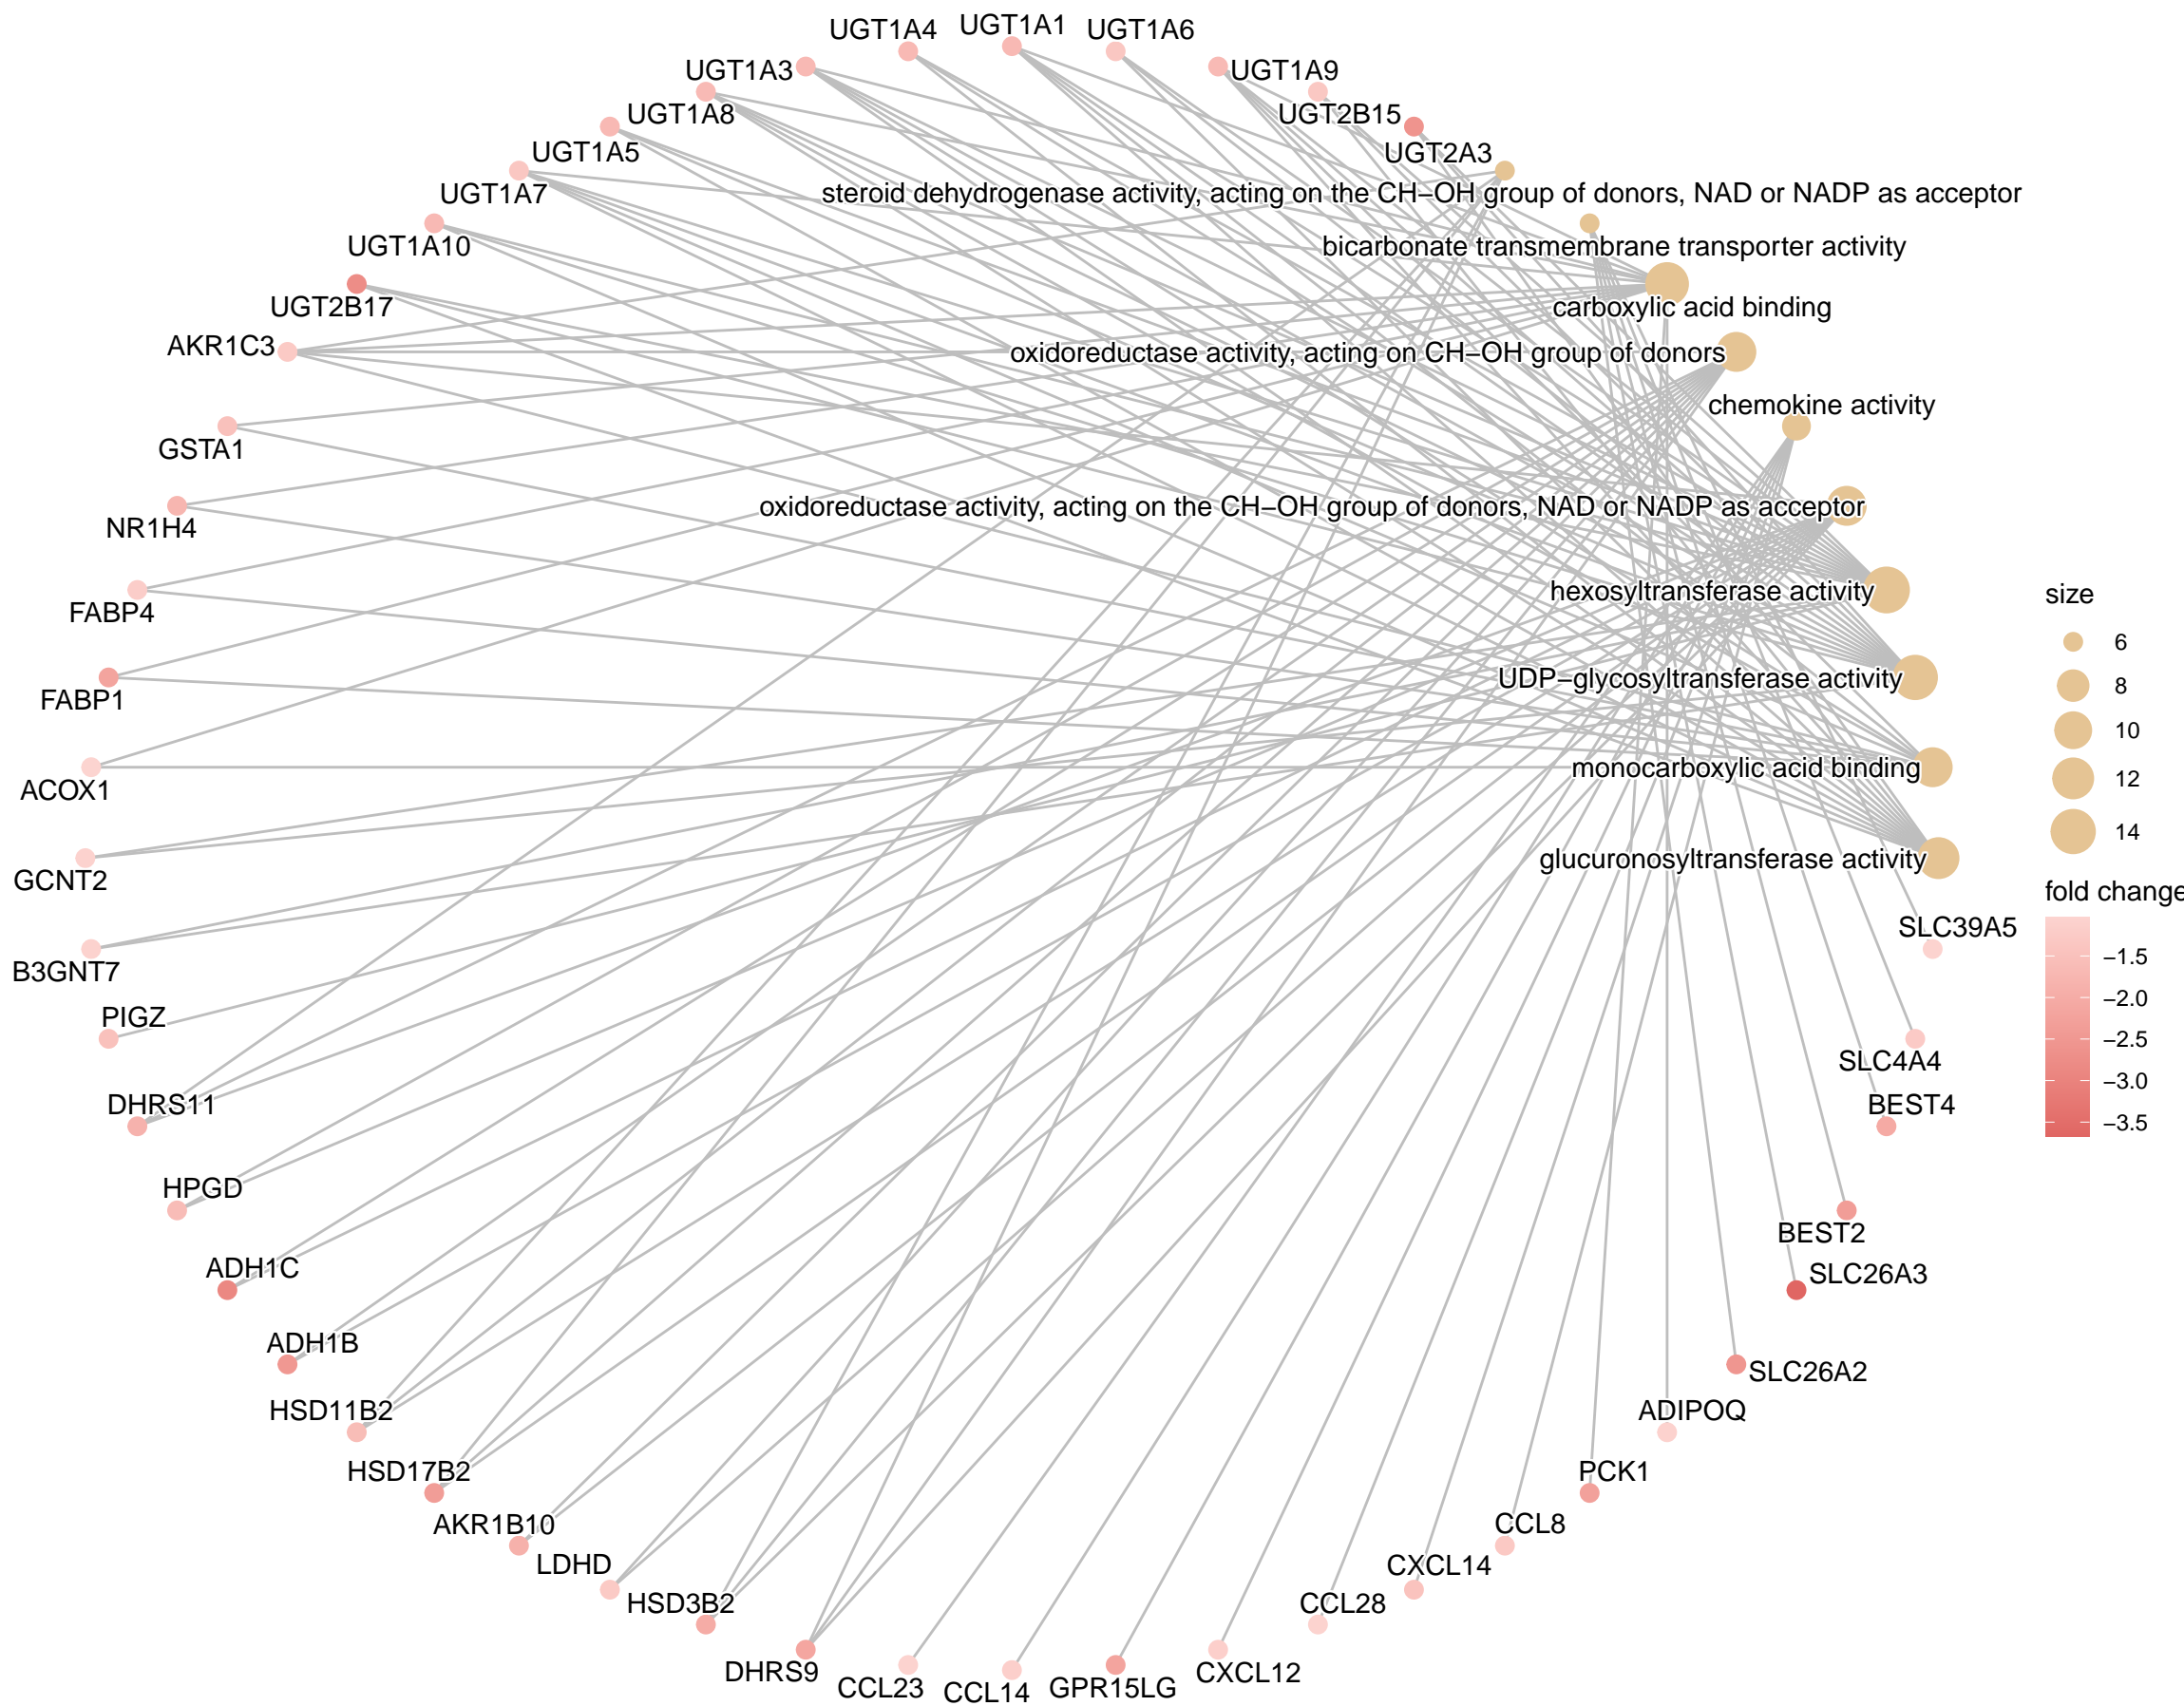 UGT1A1
UGT1A4
UGT1A6
UGT1A3
UGT1A9
UGT1A8
UGT2B15
UGT1A5
UGT2A3
UGT1A7
steroid dehydrogenase activity, acting on the CH−OH group of donors, NAD or NADP as acceptor
UGT1A10
bicarbonate transmembrane transporter activity
UGT2B17
carboxylic acid binding
AKR1C3
oxidoreductase activity, acting on CH−OH group of donors
chemokine activity
GSTA1
oxidoreductase activity, acting on the CH−OH group of donors, NAD or NADP as acceptor
NR1H4
hexosyltransferase activity
FABP4
UDP−glycosyltransferase activity
FABP1
monocarboxylic acid binding
ACOX1
glucuronosyltransferase activity
GCNT2
SLC39A5
B3GNT7
PIGZ
SLC4A4
DHRS11
BEST4
HPGD
BEST2
ADH1C
SLC26A3
ADH1B
SLC26A2
HSD11B2
ADIPOQ
HSD17B2
PCK1
AKR1B10
CCL8
LDHD
CXCL14
HSD3B2
CCL28
DHRS9
CXCL12
CCL23
CCL14
GPR15LG
size
6
8
10
12
14
fold change
−1.5
−2.0
−2.5
−3.0
−3.5